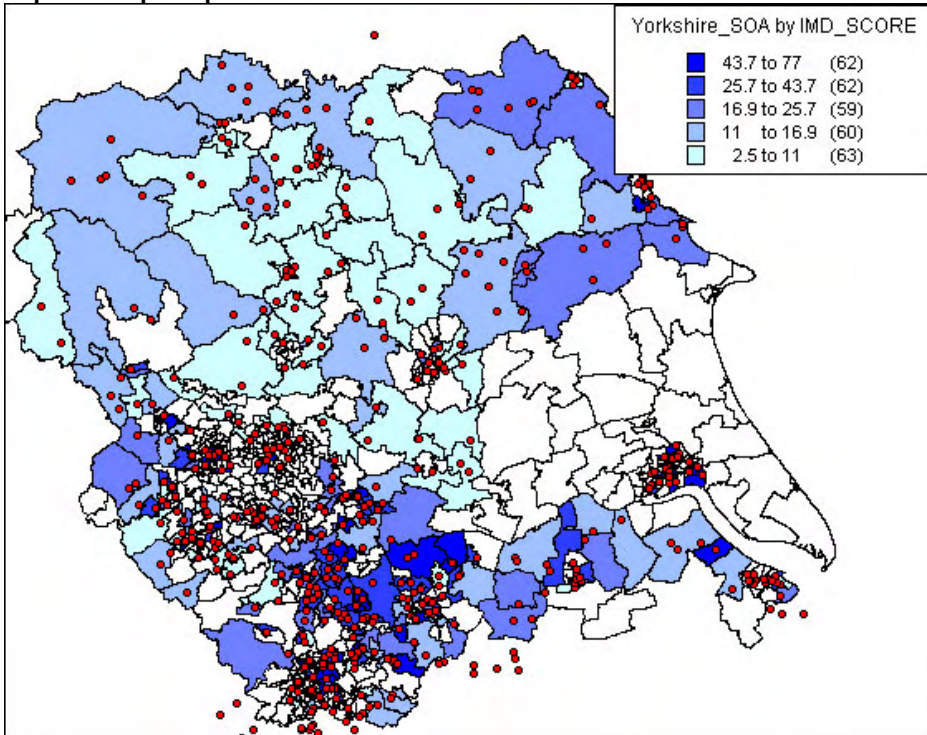 Yorkshire_SOA by IMD_SCORE
43.7 to 77 (62)
25.7 to 43.7 (62)
16.9 to 25.7 (59)
11 to 16.9 (60)
2.5 to 11 (63)